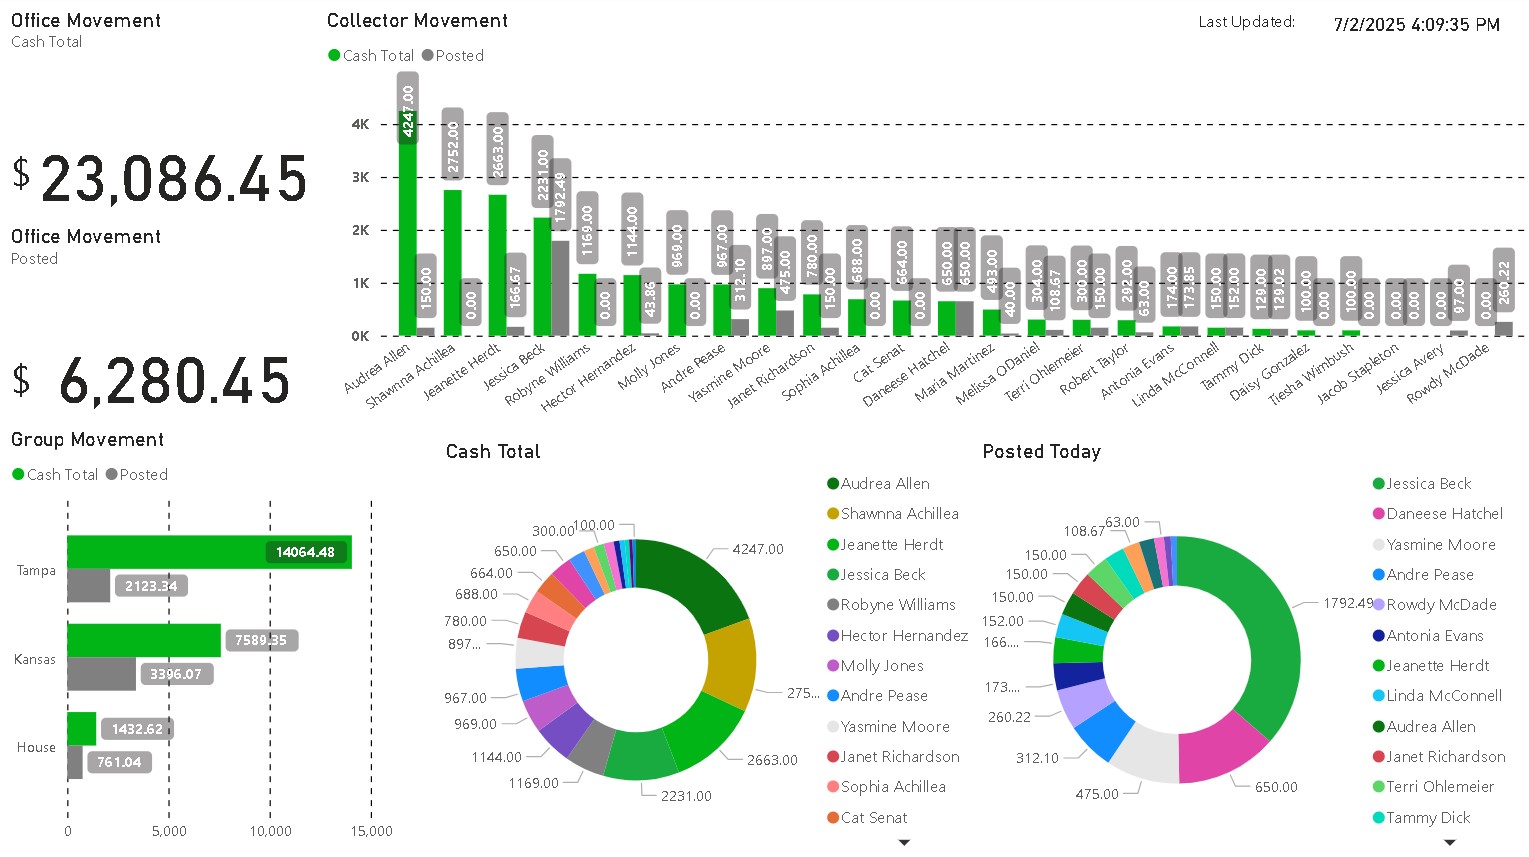 Office Movement
Cash Total
$ 23,086.45
Office Movement
Posted
$ 6,280.45
Collector Movement
Last Updated:
7/2/2025 4:09:35 PM
Cash Total Posted
4K
3K
2K
1K
0K
4247.00
150.00
2752.00
0.00
2663.00
166.67
2231.00
1792.49
1169.00
0.00
1144.00
43.86
969.00
0.00
967.00
312.10
897.00
475.00
780.00
150.00
688.00
0.00
664.00
0.00
650.00
650.00
493.00
40.00
304.00
108.67
300.00
150.00
292.00
63.00
174.00
173.85
150.00
152.00
129.00
129.02
100.00
0.00
100.00
0.00
0.00
0.00
0.00
97.00
0.00
260.22
Audrea Allen
Shawnna Achillea
Jeanette Herdt
Jessica Beck
Robyne Williams
Hector Hernandez
Molly Jones
Andre Pease
Yasmine Moore
Janet Richardson
Sophia Achillea
Cat Senat
Daneese Hatchel
Maria Martinez
Melissa ODaniel
Terri Ohlemeier
Robert Taylor
Antonia Evans
Linda McConnell
Tammy Dick
Daisy Gonzalez
Tiesha Wimbush
Jacob Stapleton
Jessica Avery
Rowdy McDade
Group Movement
Cash Total Posted
Tampa
14064.48
2123.34
Kansas
7589.35
3396.07
House
1432.62
761.04
0
5,000
10,000
15,000
Cash Total
4247.00
275...
2663.00
2231.00
1169.00
1144.00
969.00
967.00
897...
780.00
688.00
664.00
650.00
300.00
100.00
Audrea Allen
Shawnna Achillea
Jeanette Herdt
Jessica Beck
Robyne Williams
Hector Hernandez
Molly Jones
Andre Pease
Yasmine Moore
Janet Richardson
Sophia Achillea
Cat Senat
Posted Today
1792.49
650.00
475.00
312.10
260.22
173....
166....
152.00
150.00
150.00
150.00
108.67
63.00
Jessica Beck
Daneese Hatchel
Yasmine Moore
Andre Pease
Rowdy McDade
Antonia Evans
Jeanette Herdt
Linda McConnell
Audrea Allen
Janet Richardson
Terri Ohlemeier
Tammy Dick